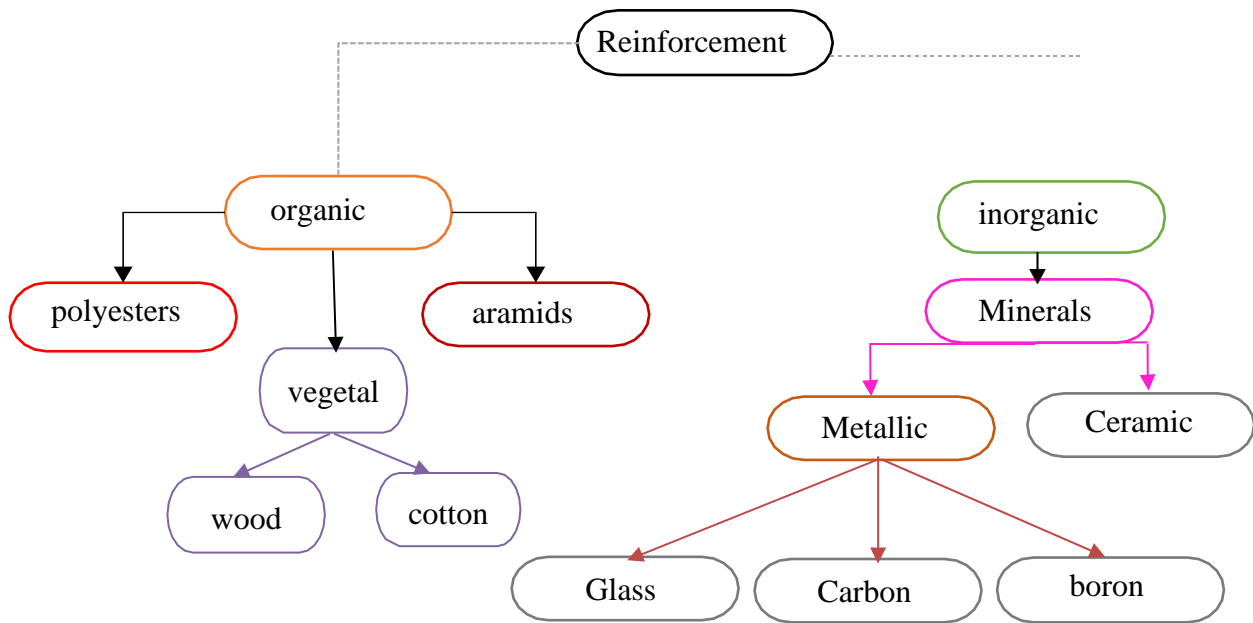 Reinforcement
organic
inorganic
polyesters
aramids
Minerals
vegetal
Metallic
Ceramic
wood
cotton
Glass
Carbon
boron